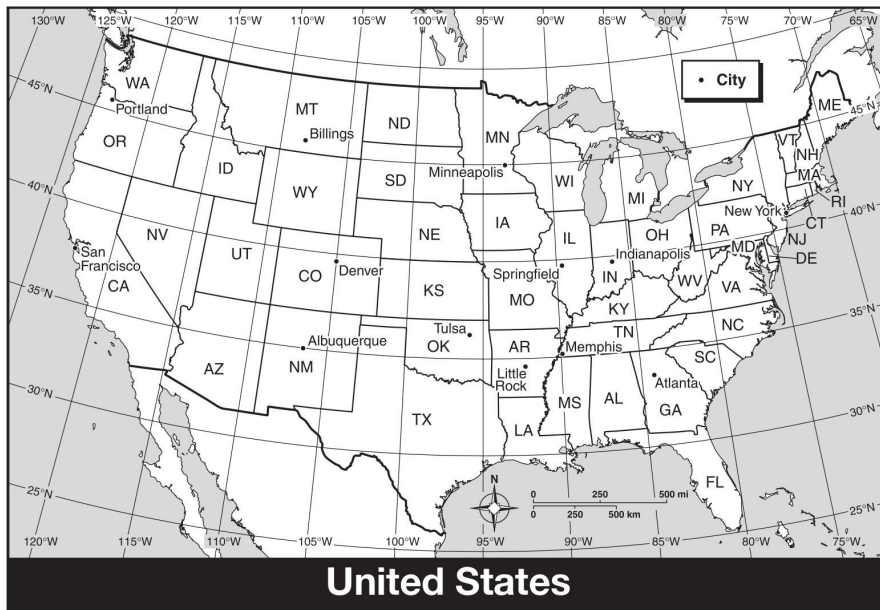 130°W 125°W 120°W 115°W 110°W 105°W 100°W 95°W 90°W 85°W 80°W 75°W 70°W 65°W
• City
45°N
WA
Portland
OR
MT
Billings
ID
ND
MN
Minneapolis
WI
MI
ME
VT
NH
MA
RI
CT
45°N
40°N
WY
SD
IA
NY
New York
40°N
NV
San
Francisco
CA
UT
CO
Denver
NE
KS
IL
Springfield
MO
IN
Indianapolis
OH
PA
NJ
MD
DE
WV
VA
KY
35°N
35°N
AZ
Albuquerque
NM
Tulsa
OK
AR
Little
Rock
TN
Memphis
NC
SC
Atlanta
GA
30°N
30°N
TX
LA
MS
AL
FL
25°N
25°N
N
0 250 500 mi
0 250 500 km
120°W 115°W 110°W 105°W 100°W 95°W 90°W 85°W 80°W 75°W
United States